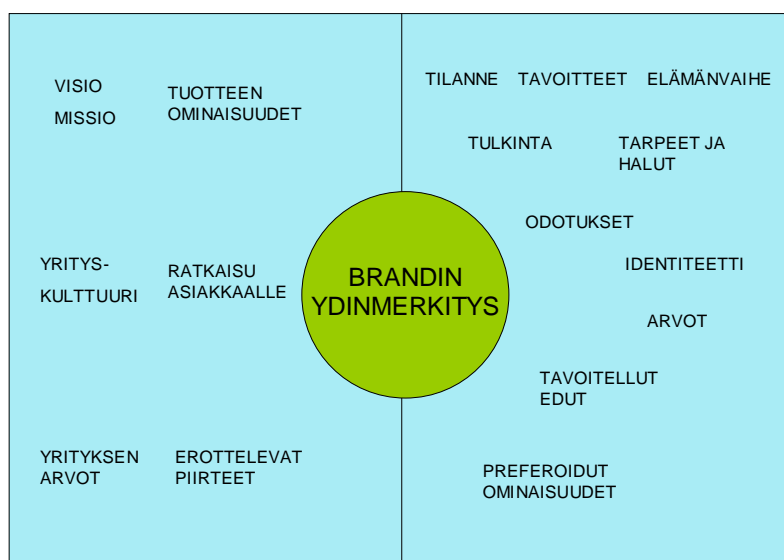 VISIO
MISSIO
TUOTTEEN
OMINAISUUDET
YRITYS-
KULTTUURI
RATKAISU
ASIAKKAALLE
YRITYKSEN
ARVOT
EROTTELEVAT
PIIRTEET
BRANDIN
YDINMERKITYS
TILANNE
TAVOITTEET
ELÄMÄNVAIHE
TULKINTA
TARPEET JA
HALUT
ODOTUKSET
IDENTITEETTI
ARVOT
TAVOITELLUT
EDUT
PREFEROIDUT
OMINAISUUDET